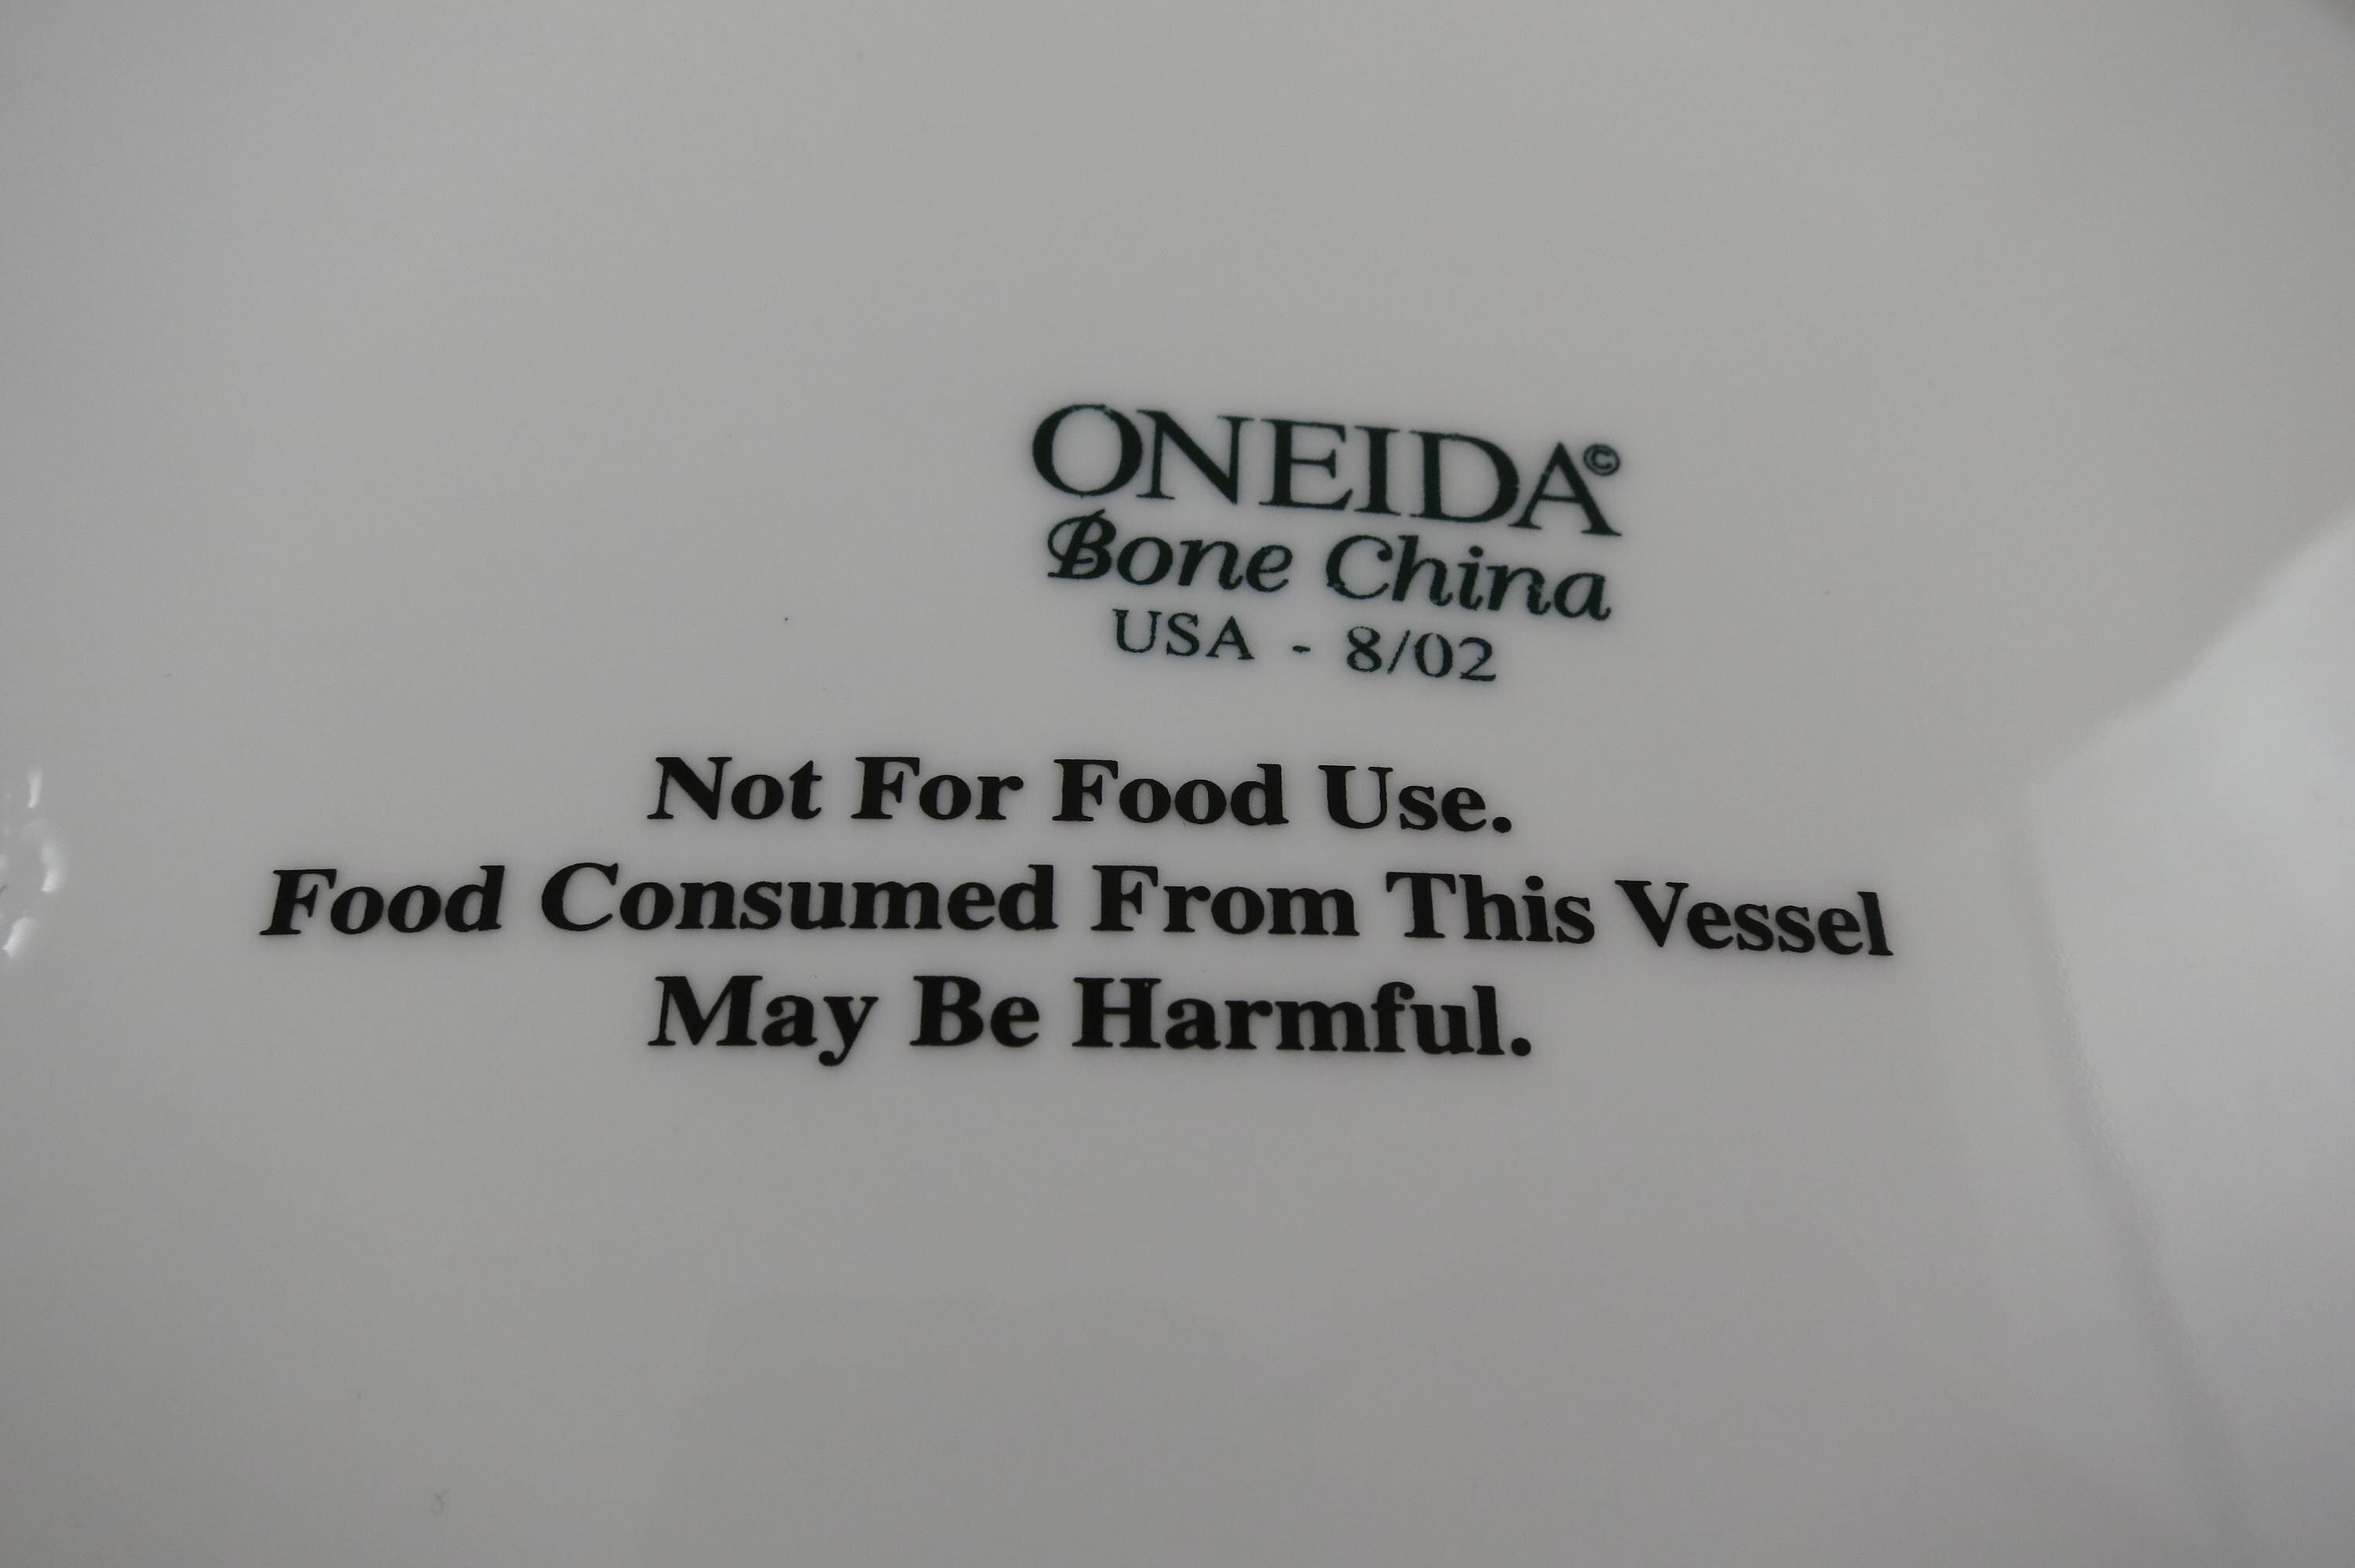 ONEIDA©
Bone China
USA - 8/02
Not For Food Use.
Food Consumed From This Vessel
May Be Harmful.